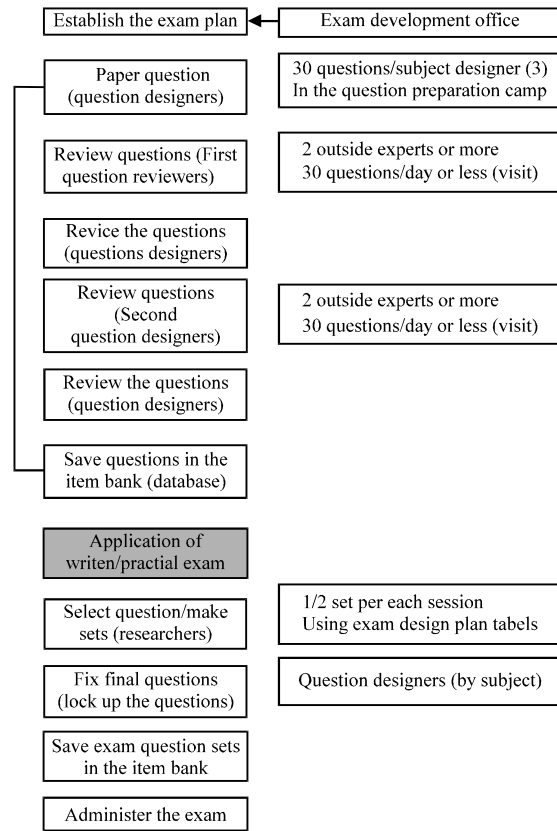 Establish the exam plan
Exam development office
Paper question
(question designers)
30 questions/subject designer (3)
In the question preparation camp
Review questions (First
question reviewers)
2 outside experts or more
30 questions/day or less (visit)
Revice the questions
(questions designers)
Review questions
(Second
question designers)
2 outside experts or more
30 questions/day or less (visit)
Review the questions
(question designers)
Save questions in the
item bank (database)
Application of
writen/practial exam
Select question/make
sets (researchers)
1/2 set per each session
Using exam design plan tabels
Fix final questions
(lock up the questions)
Question designers (by subject)
Save exam question sets
in the item bank
Administer the exam